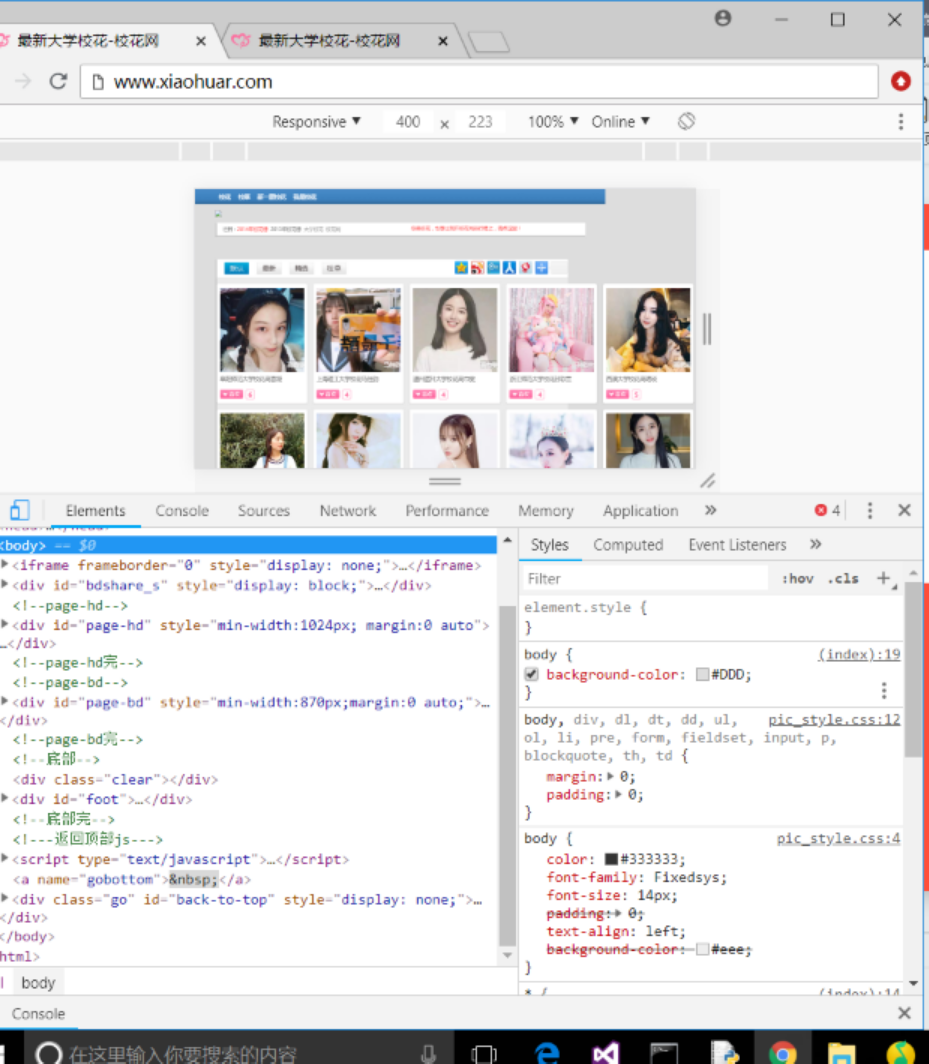 最新大学校花-校花网 × 最新大学校花-校花网 ×
www.xiaohuar.com
Responsive ▼ 400 x 223 100% ▼ Online ▼
Elements Console Sources Network Performance Memory Application » 4
<body> == $0
<iframe frameborder="0" style="display: none;">…</iframe>
<div id="bdshare_s" style="display: block;">…</div>
<!--page-hd-->
<div id="page-hd" style="min-width:1024px; margin:0 auto">
…</div>
<!--page-hd完-->
<!--page-bd-->
<div id="page-bd" style="min-width:870px;margin:0 auto;">…
</div>
<!--page-bd完-->
<!--底部-->
<div class="clear"></div>
<div id="foot">…</div>
<!--底部完-->
<!---返回顶部js--->
<script type="text/javascript">…</script>
<a name="gobottom">&nbsp;</a>
<div class="go" id="back-to-top" style="display: none;">…
</div>
</body>
html>
body
Styles Computed Event Listeners »
Filter :hov .cls +
element.style {
}
body { (index):19
background-color: #DDD;
}
body, div, dl, dt, dd, ul, pic_style.css:12
ol, li, pre, form, fieldset, input, p,
blockquote, th, td {
margin: 0;
padding: 0;
}
body { pic_style.css:4
color: #333333;
font-family: Fixedsys;
font-size: 14px;
padding: 0;
text-align: left;
background-color: #eee;
}
* { (index):14
Console
在这里输入你要搜索的内容